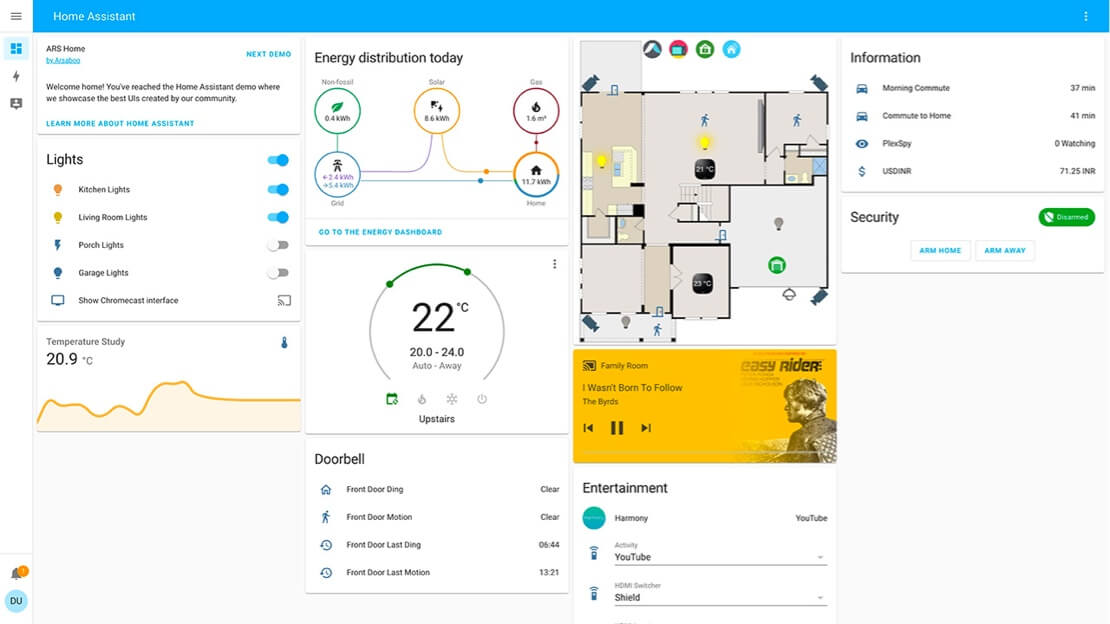 Home Assistant
ARS Home
by Arsaboo
NEXT DEMO
Welcome home! You've reached the Home Assistant demo where
we showcase the best UIs created by our community.
LEARN MORE ABOUT HOME ASSISTANT
Lights
Kitchen Lights
Living Room Lights
Porch Lights
Garage Lights
Show Chromecast interface
Temperature Study
20.9 °C
Energy distribution today
Non-fossil
Solar
Gas
0.4 kWh
8.6 kWh
1.6 m³
←2.4 kWh
→5.4 kWh
11.7 kWh
Grid
Home
GO TO THE ENERGY DASHBOARD
22 °C
20.0 - 24.0
Auto - Away
Upstairs
Doorbell
Front Door Ding Clear
Front Door Motion Clear
Front Door Last Ding 06:44
Front Door Last Motion 13:21
21 °C
23 °C
Family Room
I Wasn't Born To Follow
The Byrds
easy Rider
Entertainment
Harmony YouTube
Activity
YouTube
HDMI Switcher
Shield
Information
Morning Commute 37 min
Commute to Home 41 min
PlexSpy 0 Watching
USDINR 71.25 INR
Security
Disarmed
ARM HOME
ARM AWAY
DU